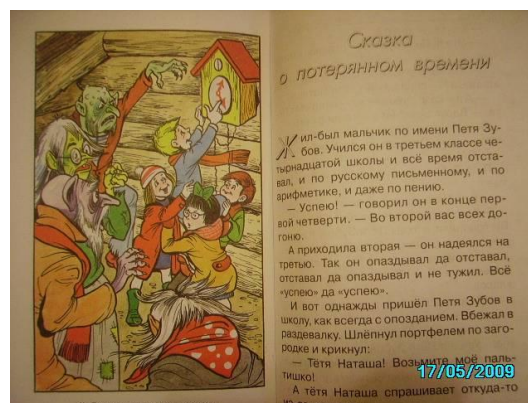 Сказка
о потерянном времени
Жил-был мальчик по имени Петя Зу-
бов. Учился он в третьем классе че-
тырнадцатой школы и всё время отста-
вал, и по русскому письменному, и по
арифметике, и даже по пению.
— Успею! — говорил он в конце пер-
вой четверти. — Во второй вас всех до-
гоню.
А приходила вторая — он надеялся на
третью. Так он опаздывал да отставал,
отставал да опаздывал и не тужил. Всё
«успею» да «успею».
И вот однажды пришёл Петя Зубов в
школу, как всегда с опозданием. Вбежал в
раздевалку. Шлёпнул портфелем по заго-
родке и крикнул:
— Тётя Наташа! Возьмите моё паль-
тишко!
17/05/2009
А тётя Наташа спрашивает откуда-то